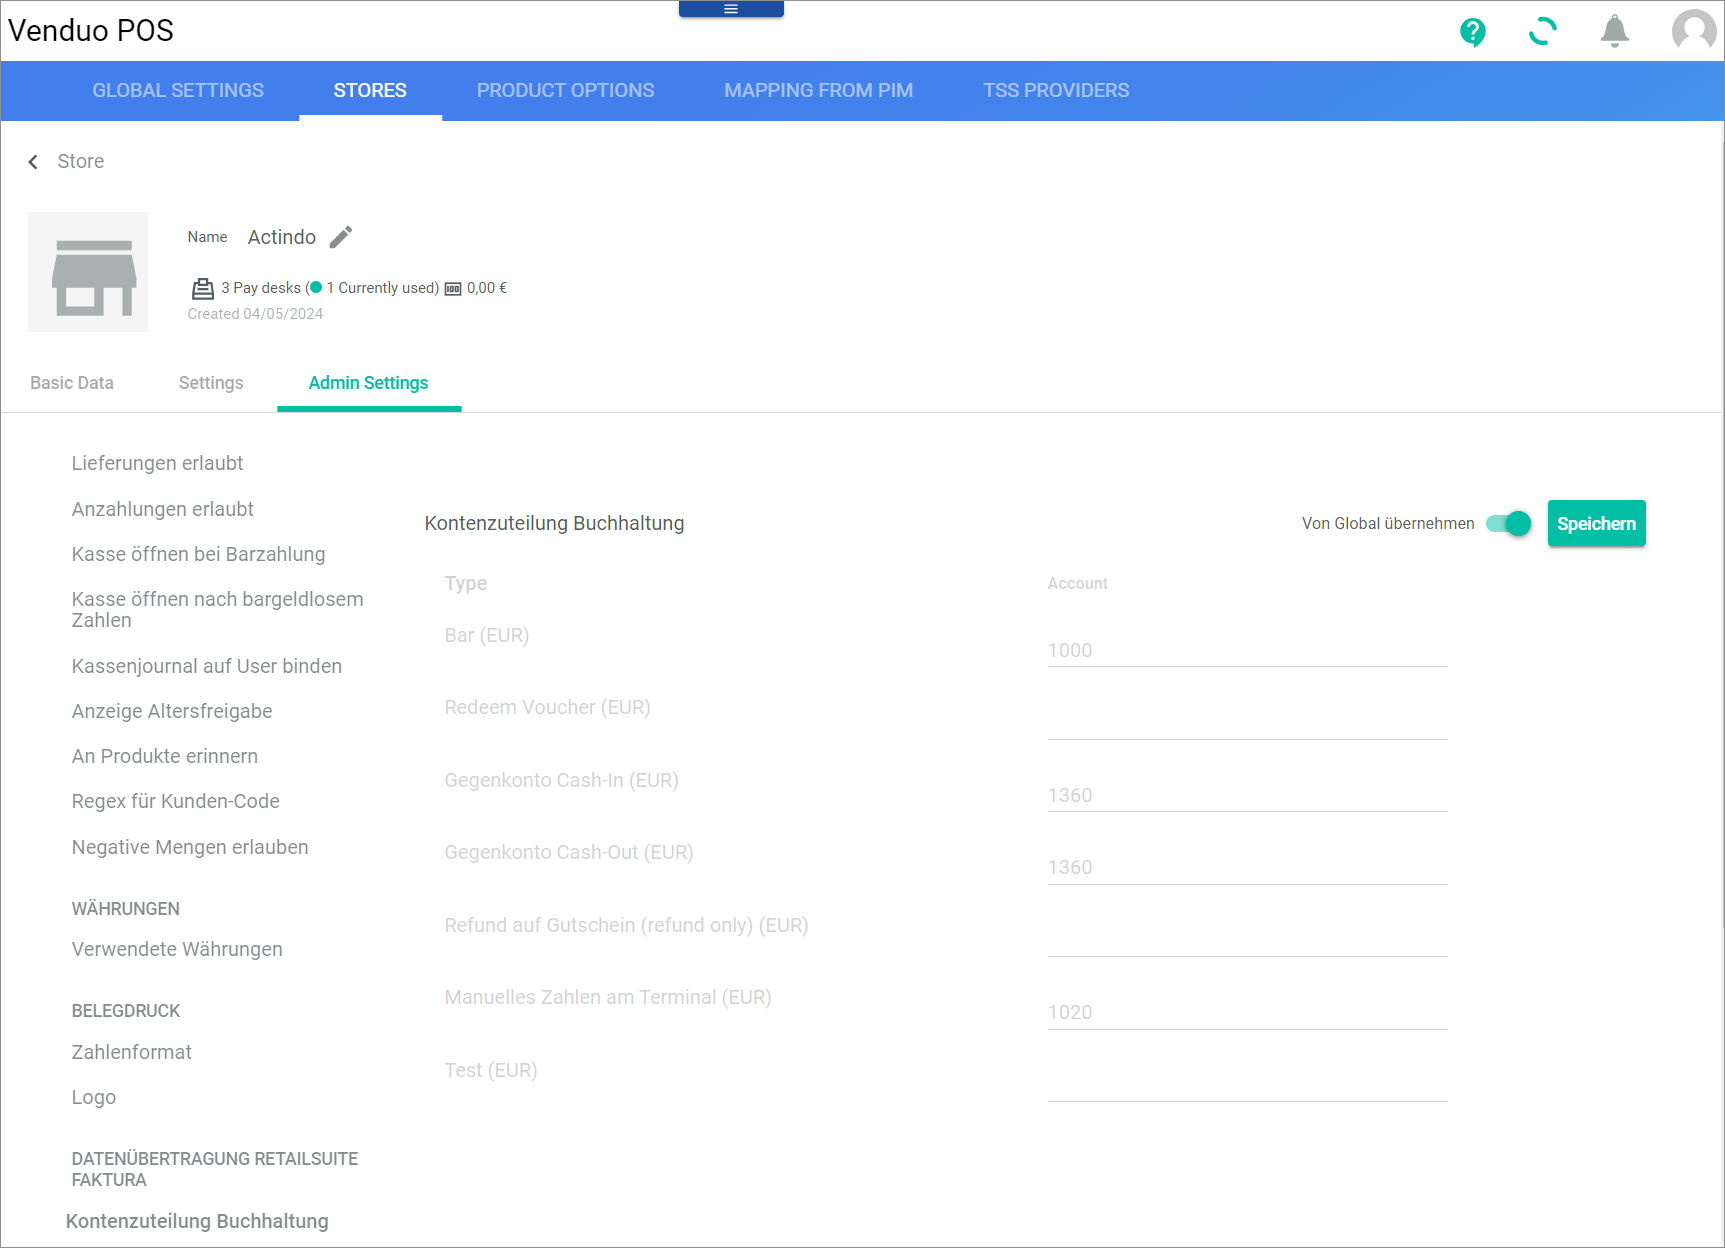 Venduo POS
GLOBAL SETTINGS
STORES
PRODUCT OPTIONS
MAPPING FROM PIM
TSS PROVIDERS
Store
Name Actindo
3 Pay desks ( 1 Currently used) 0,00 €
Created 04/05/2024
Basic Data
Settings
Admin Settings
Lieferungen erlaubt
Anzahlungen erlaubt
Kasse öffnen bei Barzahlung
Kasse öffnen nach bargeldlosem
Zahlen
Kassenjournal auf User binden
Anzeige Altersfreigabe
An Produkte erinnern
Regex für Kunden-Code
Negative Mengen erlauben
WÄHRUNGEN
Verwendete Währungen
BELEGDRUCK
Zahlenformat
Logo
DATENÜBERTRAGUNG RETAILSUITE
FAKTURA
Kontenzuteilung Buchhaltung
Kontenzuteilung Buchhaltung
Von Global übernehmen
Speichern
Type
Account
Bar (EUR)
1000
Redeem Voucher (EUR)
Gegenkonto Cash-In (EUR)
1360
Gegenkonto Cash-Out (EUR)
1360
Refund auf Gutschein (refund only) (EUR)
Manuelles Zahlen am Terminal (EUR)
1020
Test (EUR)